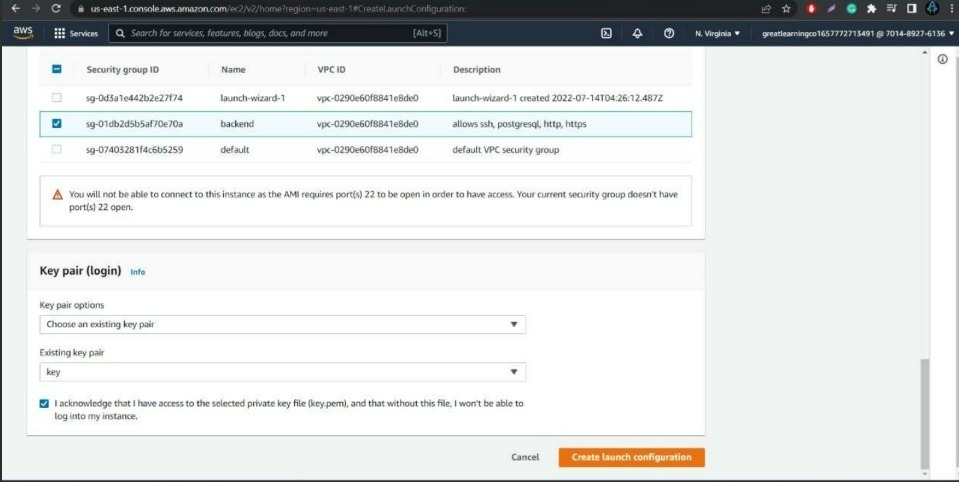 us-east-1.console.aws.amazon.com/ec2/v2/home?region=us-east-1#CreateLaunchConfiguration:
aws Services Search for services, features, blogs, docs, and more [Alt+S] N. Virginia greatlearningco1657772713491 @ 7014-8927-6136
Security group ID Name VPC ID Description
sg-0d3a1e442b2e27f74 launch-wizard-1 vpc-0290e60f8841e8de0 launch-wizard-1 created 2022-07-14T04:26:12.487Z
sg-01db2d5b5af70e70a backend vpc-0290e60f8841e8de0 allows ssh, postgresql, http, https
sg-07403281f4c6b5259 default vpc-0290e60f8841e8de0 default VPC security group
You will not be able to connect to this instance as the AMI requires port(s) 22 to be open in order to have access. Your current security group doesn't have
port(s) 22 open.
Key pair (login) Info
Key pair options
Choose an existing key pair
Existing key pair
key
I acknowledge that I have access to the selected private key file (key.pem), and that without this file, I won't be able to
log into my instance.
Cancel Create launch configuration